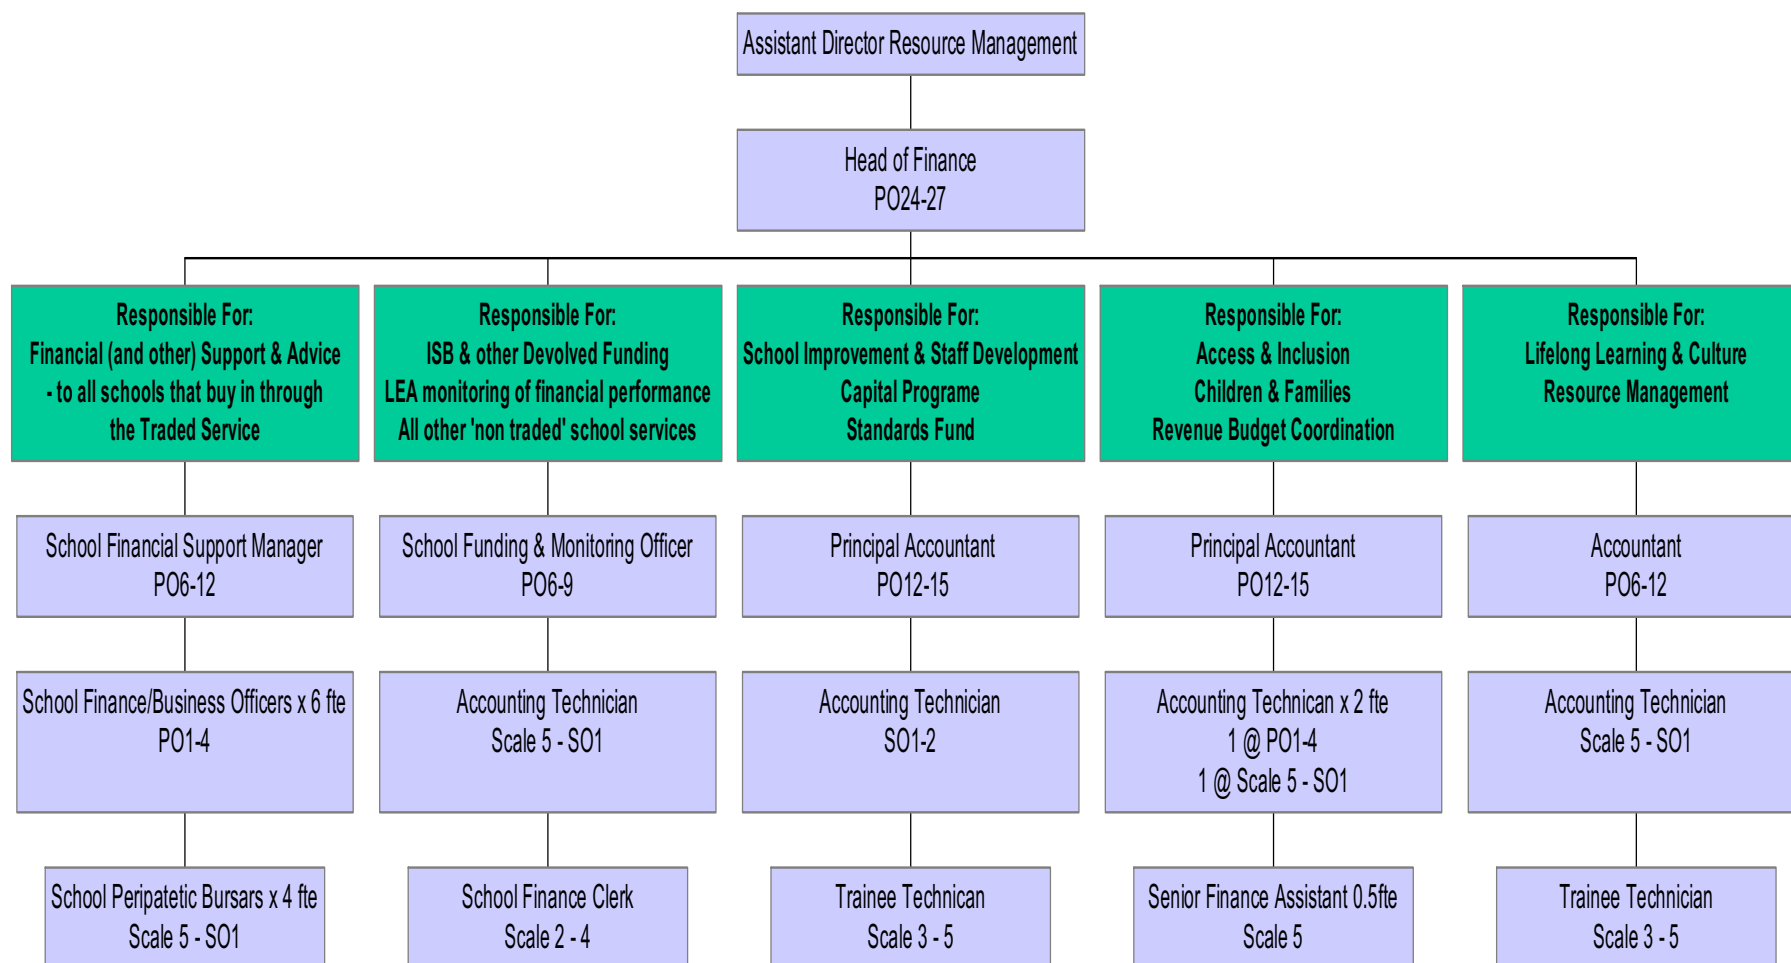 Assistant Director Resource Management
Head of Finance
PO24-27
Responsible For:
Financial (and other) Support & Advice
- to all schools that buy in through
the Traded Service
Responsible For:
ISB & other Devolved Funding
LEA monitoring of financial performance
All other 'non traded' school services
Responsible For:
School Improvement & Staff Development
Capital Programe
Standards Fund
Responsible For:
Access & Inclusion
Children & Families
Revenue Budget Coordination
Responsible For:
Lifelong Learning & Culture
Resource Management
School Financial Support Manager
PO6-12
School Funding & Monitoring Officer
PO6-9
Principal Accountant
PO12-15
Principal Accountant
PO12-15
Accountant
PO6-12
School Finance/Business Officers x 6 fte
PO1-4
Accounting Technician
Scale 5 - SO1
Accounting Technician
SO1-2
Accounting Technican x 2 fte
1 @ PO1-4
1 @ Scale 5 - SO1
Accounting Technician
Scale 5 - SO1
School Peripatetic Bursars x 4 fte
Scale 5 - SO1
School Finance Clerk
Scale 2 - 4
Trainee Technican
Scale 3 - 5
Senior Finance Assistant 0.5fte
Scale 5
Trainee Technician
Scale 3 - 5